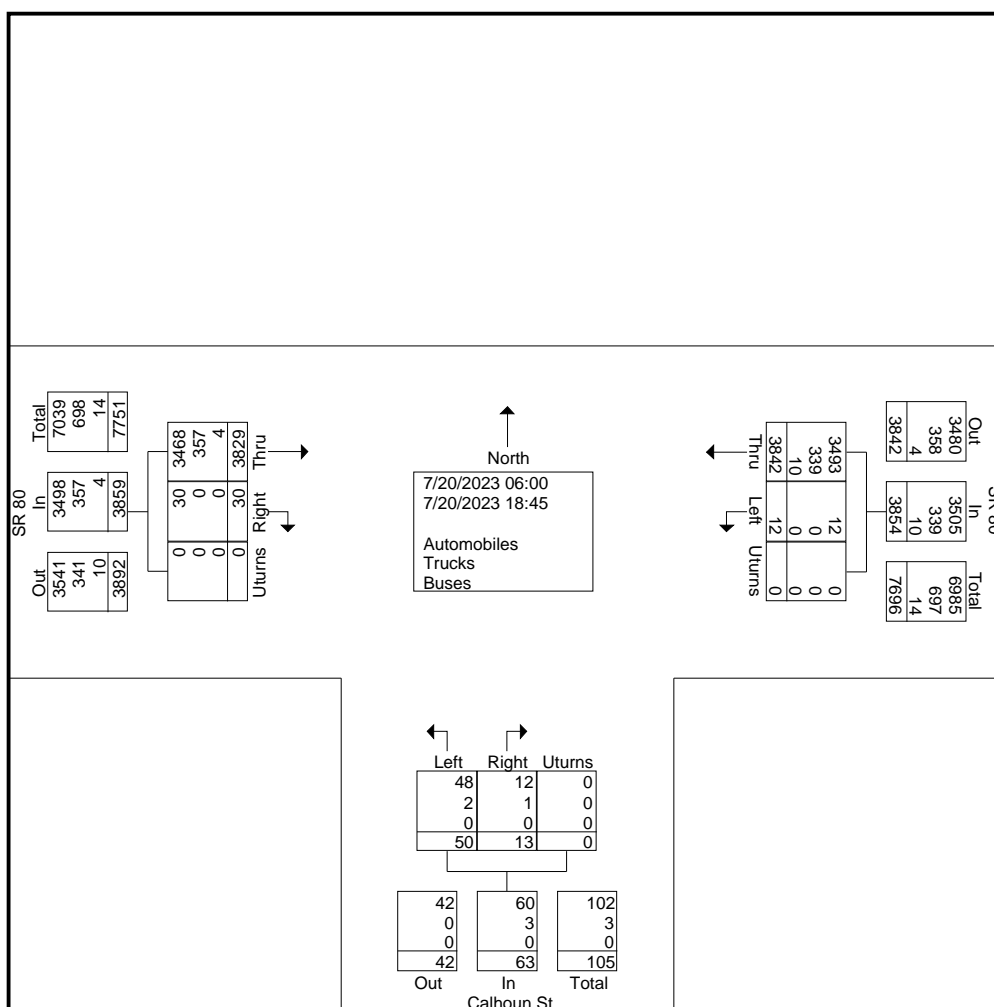 Total
7039
698
14
7751
SR 80
In
3498
357
4
3859
Out
3541
341
10
3892
Thru
3468
357
4
3829
Right
30
0
0
30
Uturns
0
0
0
0
North
7/20/2023 06:00
7/20/2023 18:45
Automobiles
Trucks
Buses
Thru
3493
339
10
3842
Left
12
0
0
12
Uturns
0
0
0
0
Out
3480
358
4
3842
In
3505
339
10
3854
Total
6985
697
14
7696
SR 80
Left Right Uturns
48 12 0
2 1 0
0 0 0
50 13 0
42 60 102
0 3 3
0 0 0
42 63 105
Out In Total
Calhoun St